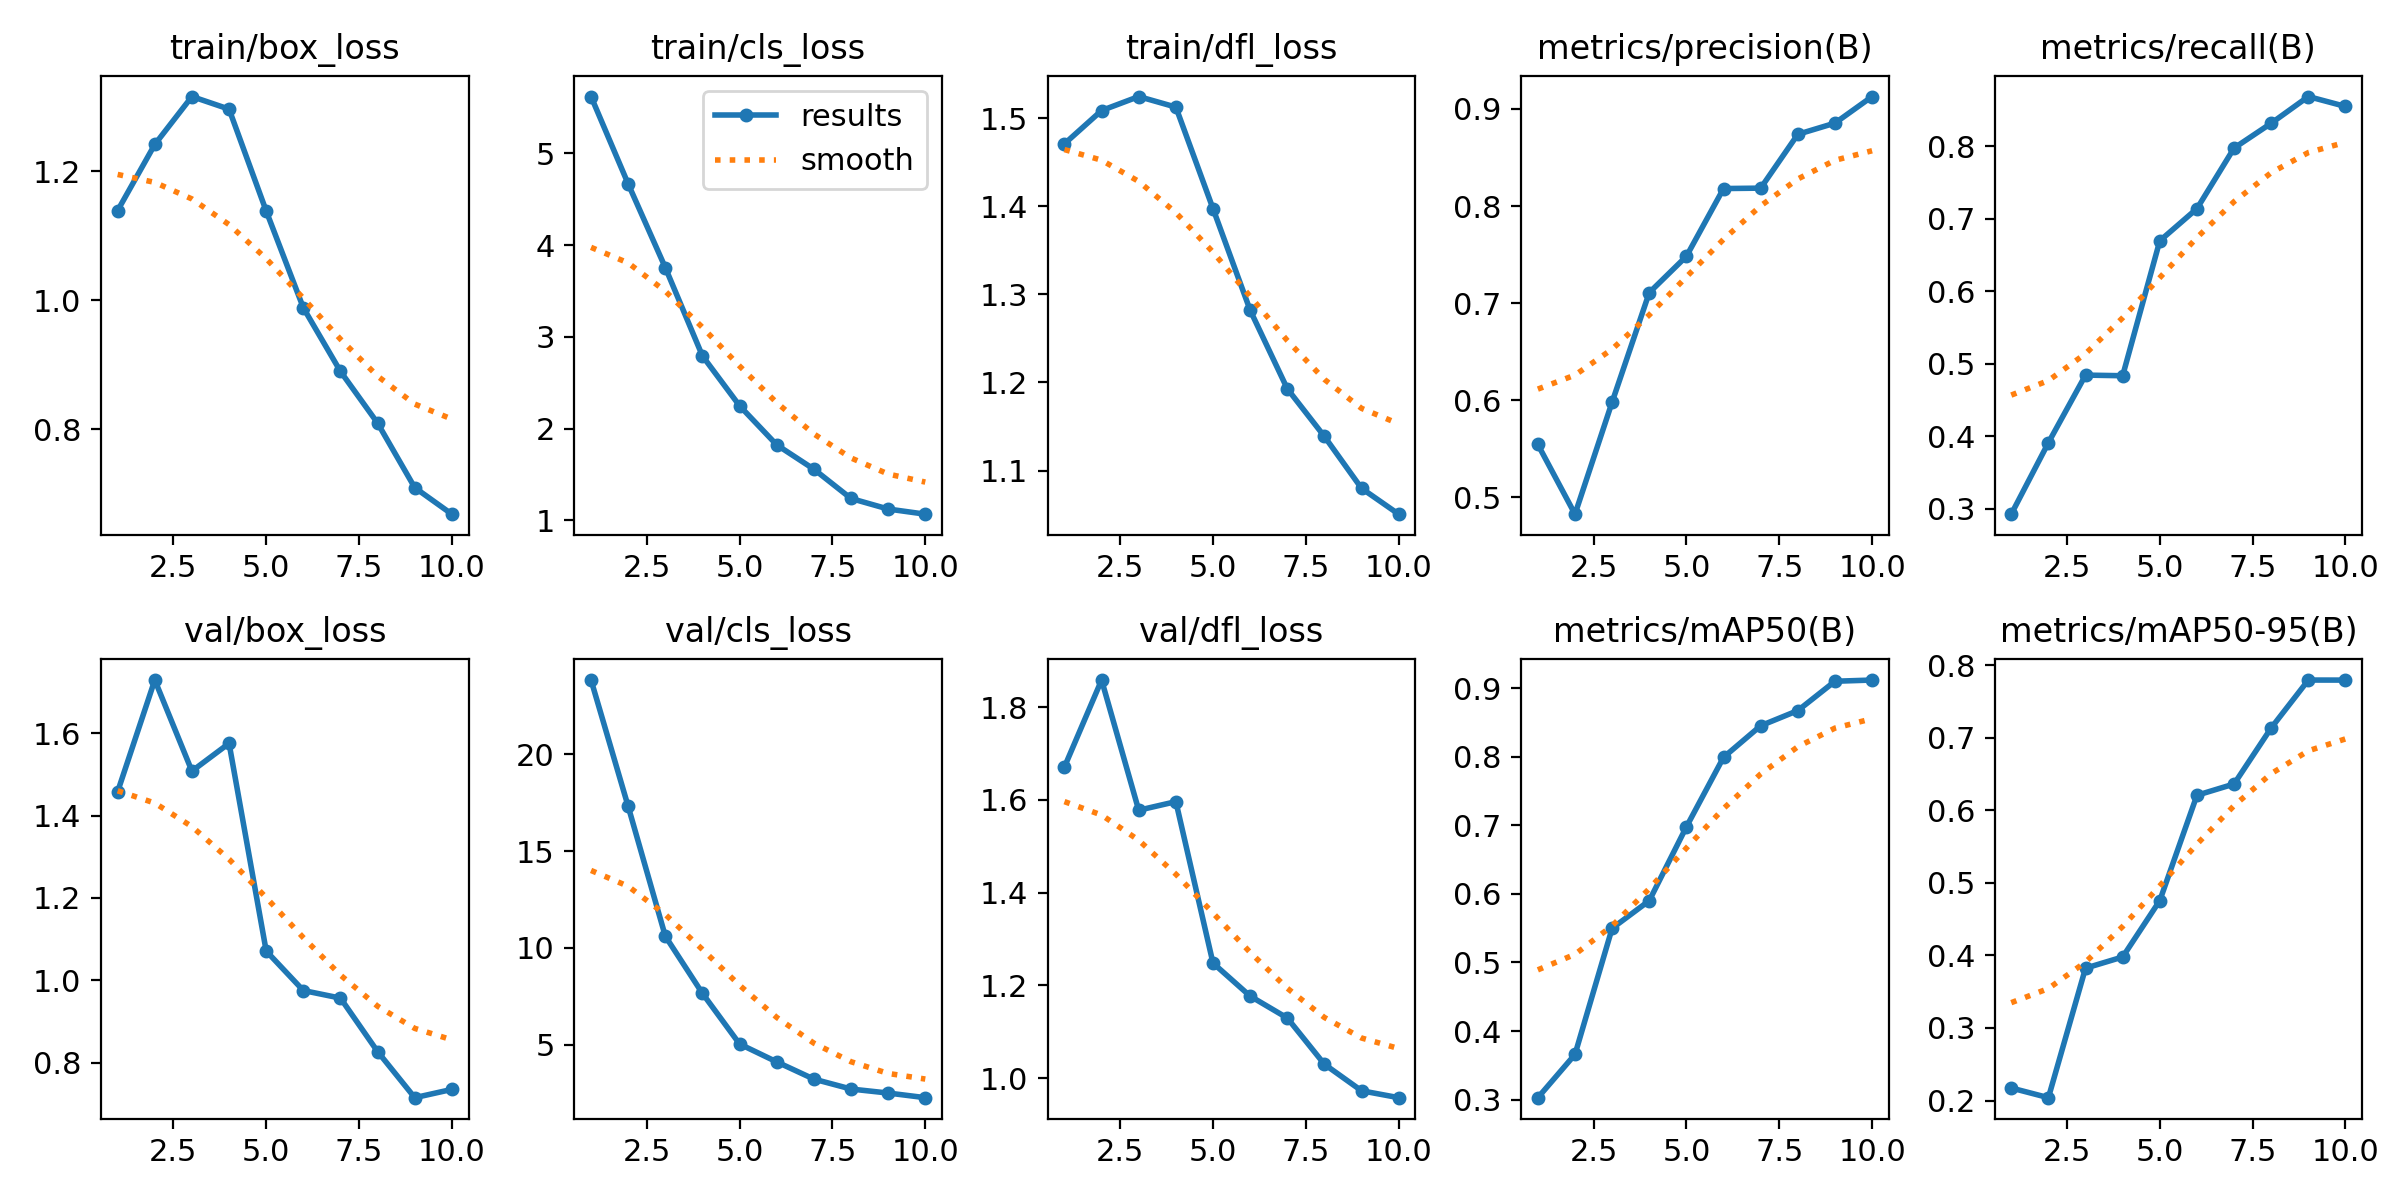 train/box_loss
1.2
1.0
0.8
2.5 5.0 7.5 10.0
train/cls_loss
results
smooth
5
4
3
2
1
2.5 5.0 7.5 10.0
train/dfl_loss
1.5
1.4
1.3
1.2
1.1
2.5 5.0 7.5 10.0
metrics/precision(B)
0.9
0.8
0.7
0.6
0.5
2.5 5.0 7.5 10.0
metrics/recall(B)
0.8
0.7
0.6
0.5
0.4
0.3
2.5 5.0 7.5 10.0
val/box_loss
1.6
1.4
1.2
1.0
0.8
2.5 5.0 7.5 10.0
val/cls_loss
20
15
10
5
2.5 5.0 7.5 10.0
val/dfl_loss
1.8
1.6
1.4
1.2
1.0
2.5 5.0 7.5 10.0
metrics/mAP50(B)
0.9
0.8
0.7
0.6
0.5
0.4
0.3
2.5 5.0 7.5 10.0
metrics/mAP50-95(B)
0.8
0.7
0.6
0.5
0.4
0.3
0.2
2.5 5.0 7.5 10.0